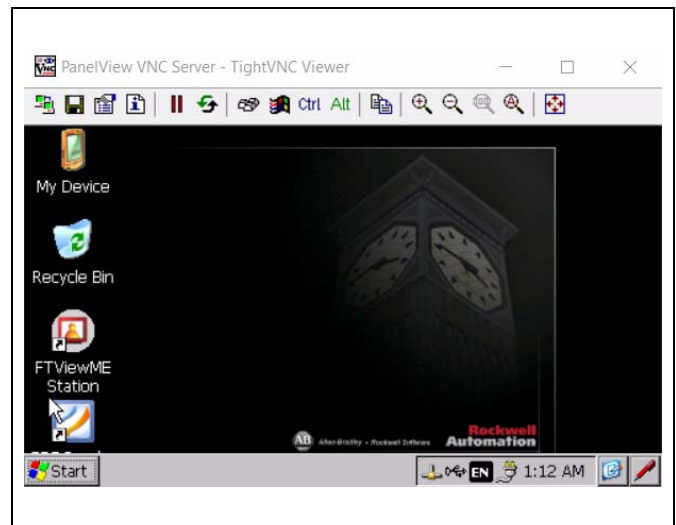 PanelView VNC Server - TightVNC Viewer
Ctrl Alt
My Device
Recycle Bin
FTViewME
Station
AB Allen-Bradley • Rockwell Software
Rockwell
Automation
Start
EN 1:12 AM